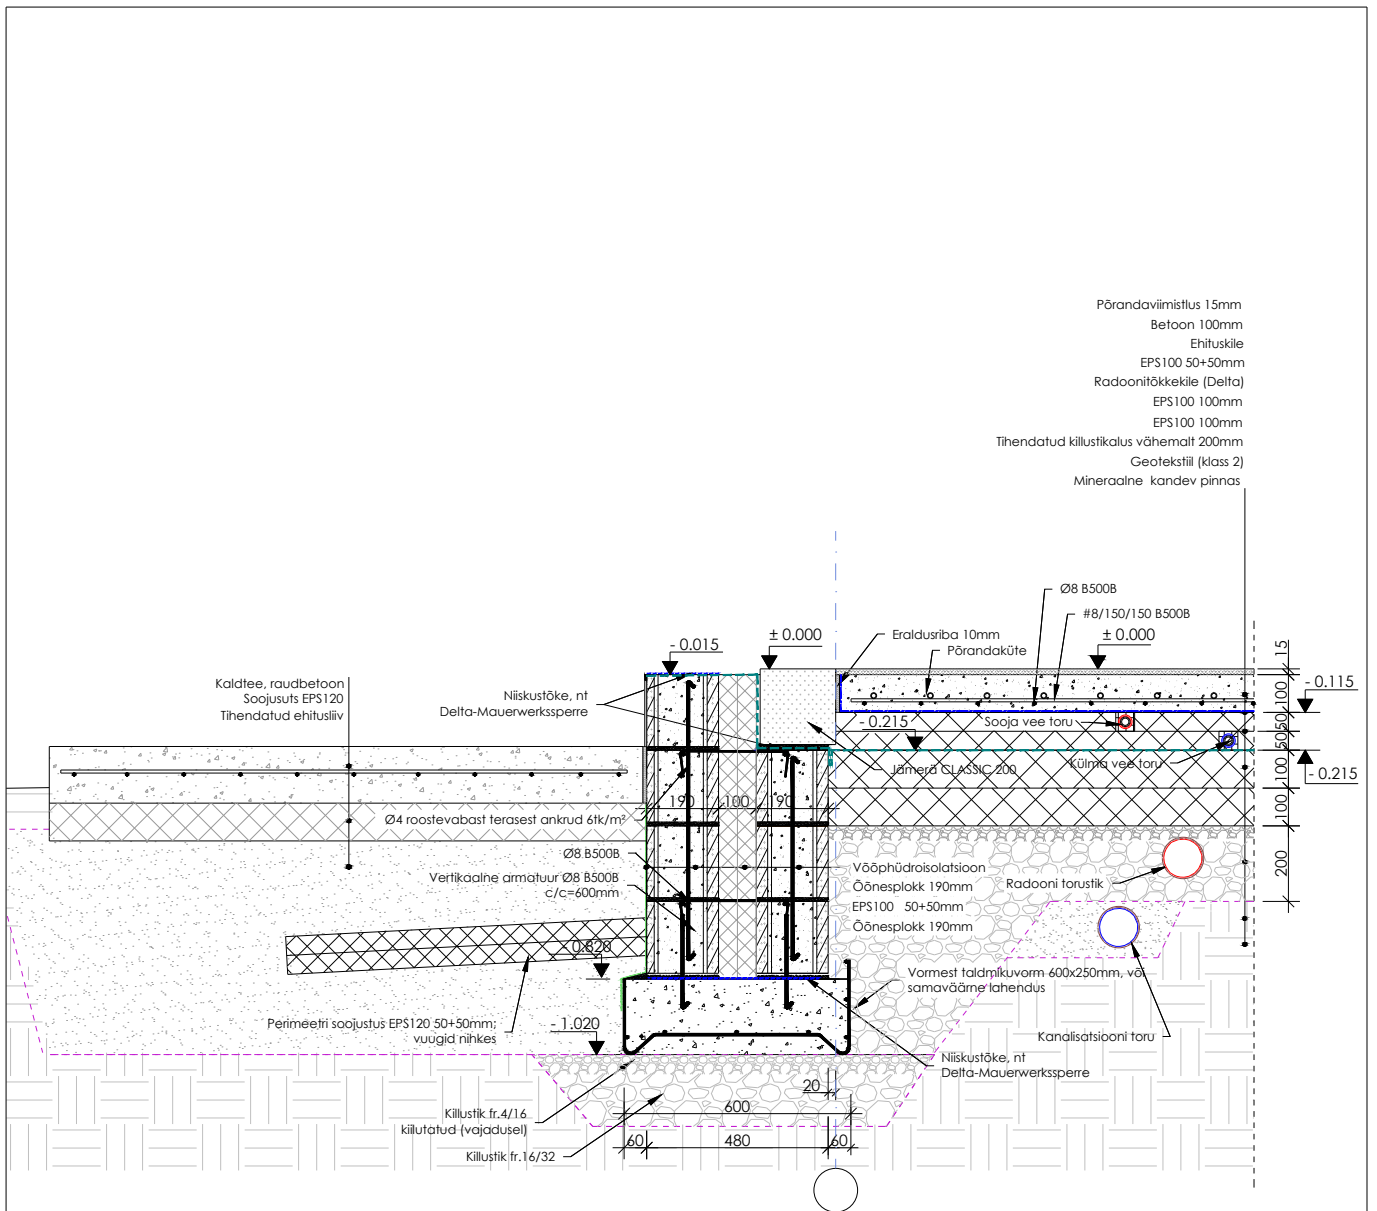 Põrandaviimistlus 15mm
Betoon 100mm
Ehituskile
EPS100 50+50mm
Radoonitõkkekile (Delta)
EPS100 100mm
EPS100 100mm
Tihendatud killustikalus vähemalt 200mm
Geotekstiil (klass 2)
Mineraalne kandev pinnas
Ø8 B500B
#8/150/150 B500B
Eraldusriba 10mm
Põrandaküte
± 0.000
± 0.000
- 0.015
15
100
50
50
100
100
200
- 0.115
- 0.215
- 0.215
Kaldtee, raudbetoon
Soojusuts EPS120
Tihendatud ehitusliiv
Niiskustõke, nt
Delta-Mauerwerkssperre
Sooja vee toru
Külma vee toru
Jämerä CLASSIC 200
190
100
190
Ø4 roostevabast terasest ankrud 6tk/m²
Ø8 B500B
Vertikaalne armatuur Ø8 B500B
c/c=600mm
Vööphüdroisolatsioon
Õõnesplokk 190mm
EPS100 50+50mm
Õõnesplokk 190mm
Radooni torustik
- 0.820
Vormest taldmikuvorm 600x250mm, või
samaväärne lahendus
Perimeetri soojustus EPS120 50+50mm;
vuugid nihkes
- 1.020
Kanalisatsiooni toru
Niiskustõke, nt
Delta-Mauerwerkssperre
20
600
Killustik fr.4/16
kiilutatud (vajadusel)
60
480
60
Killustik fr.16/32